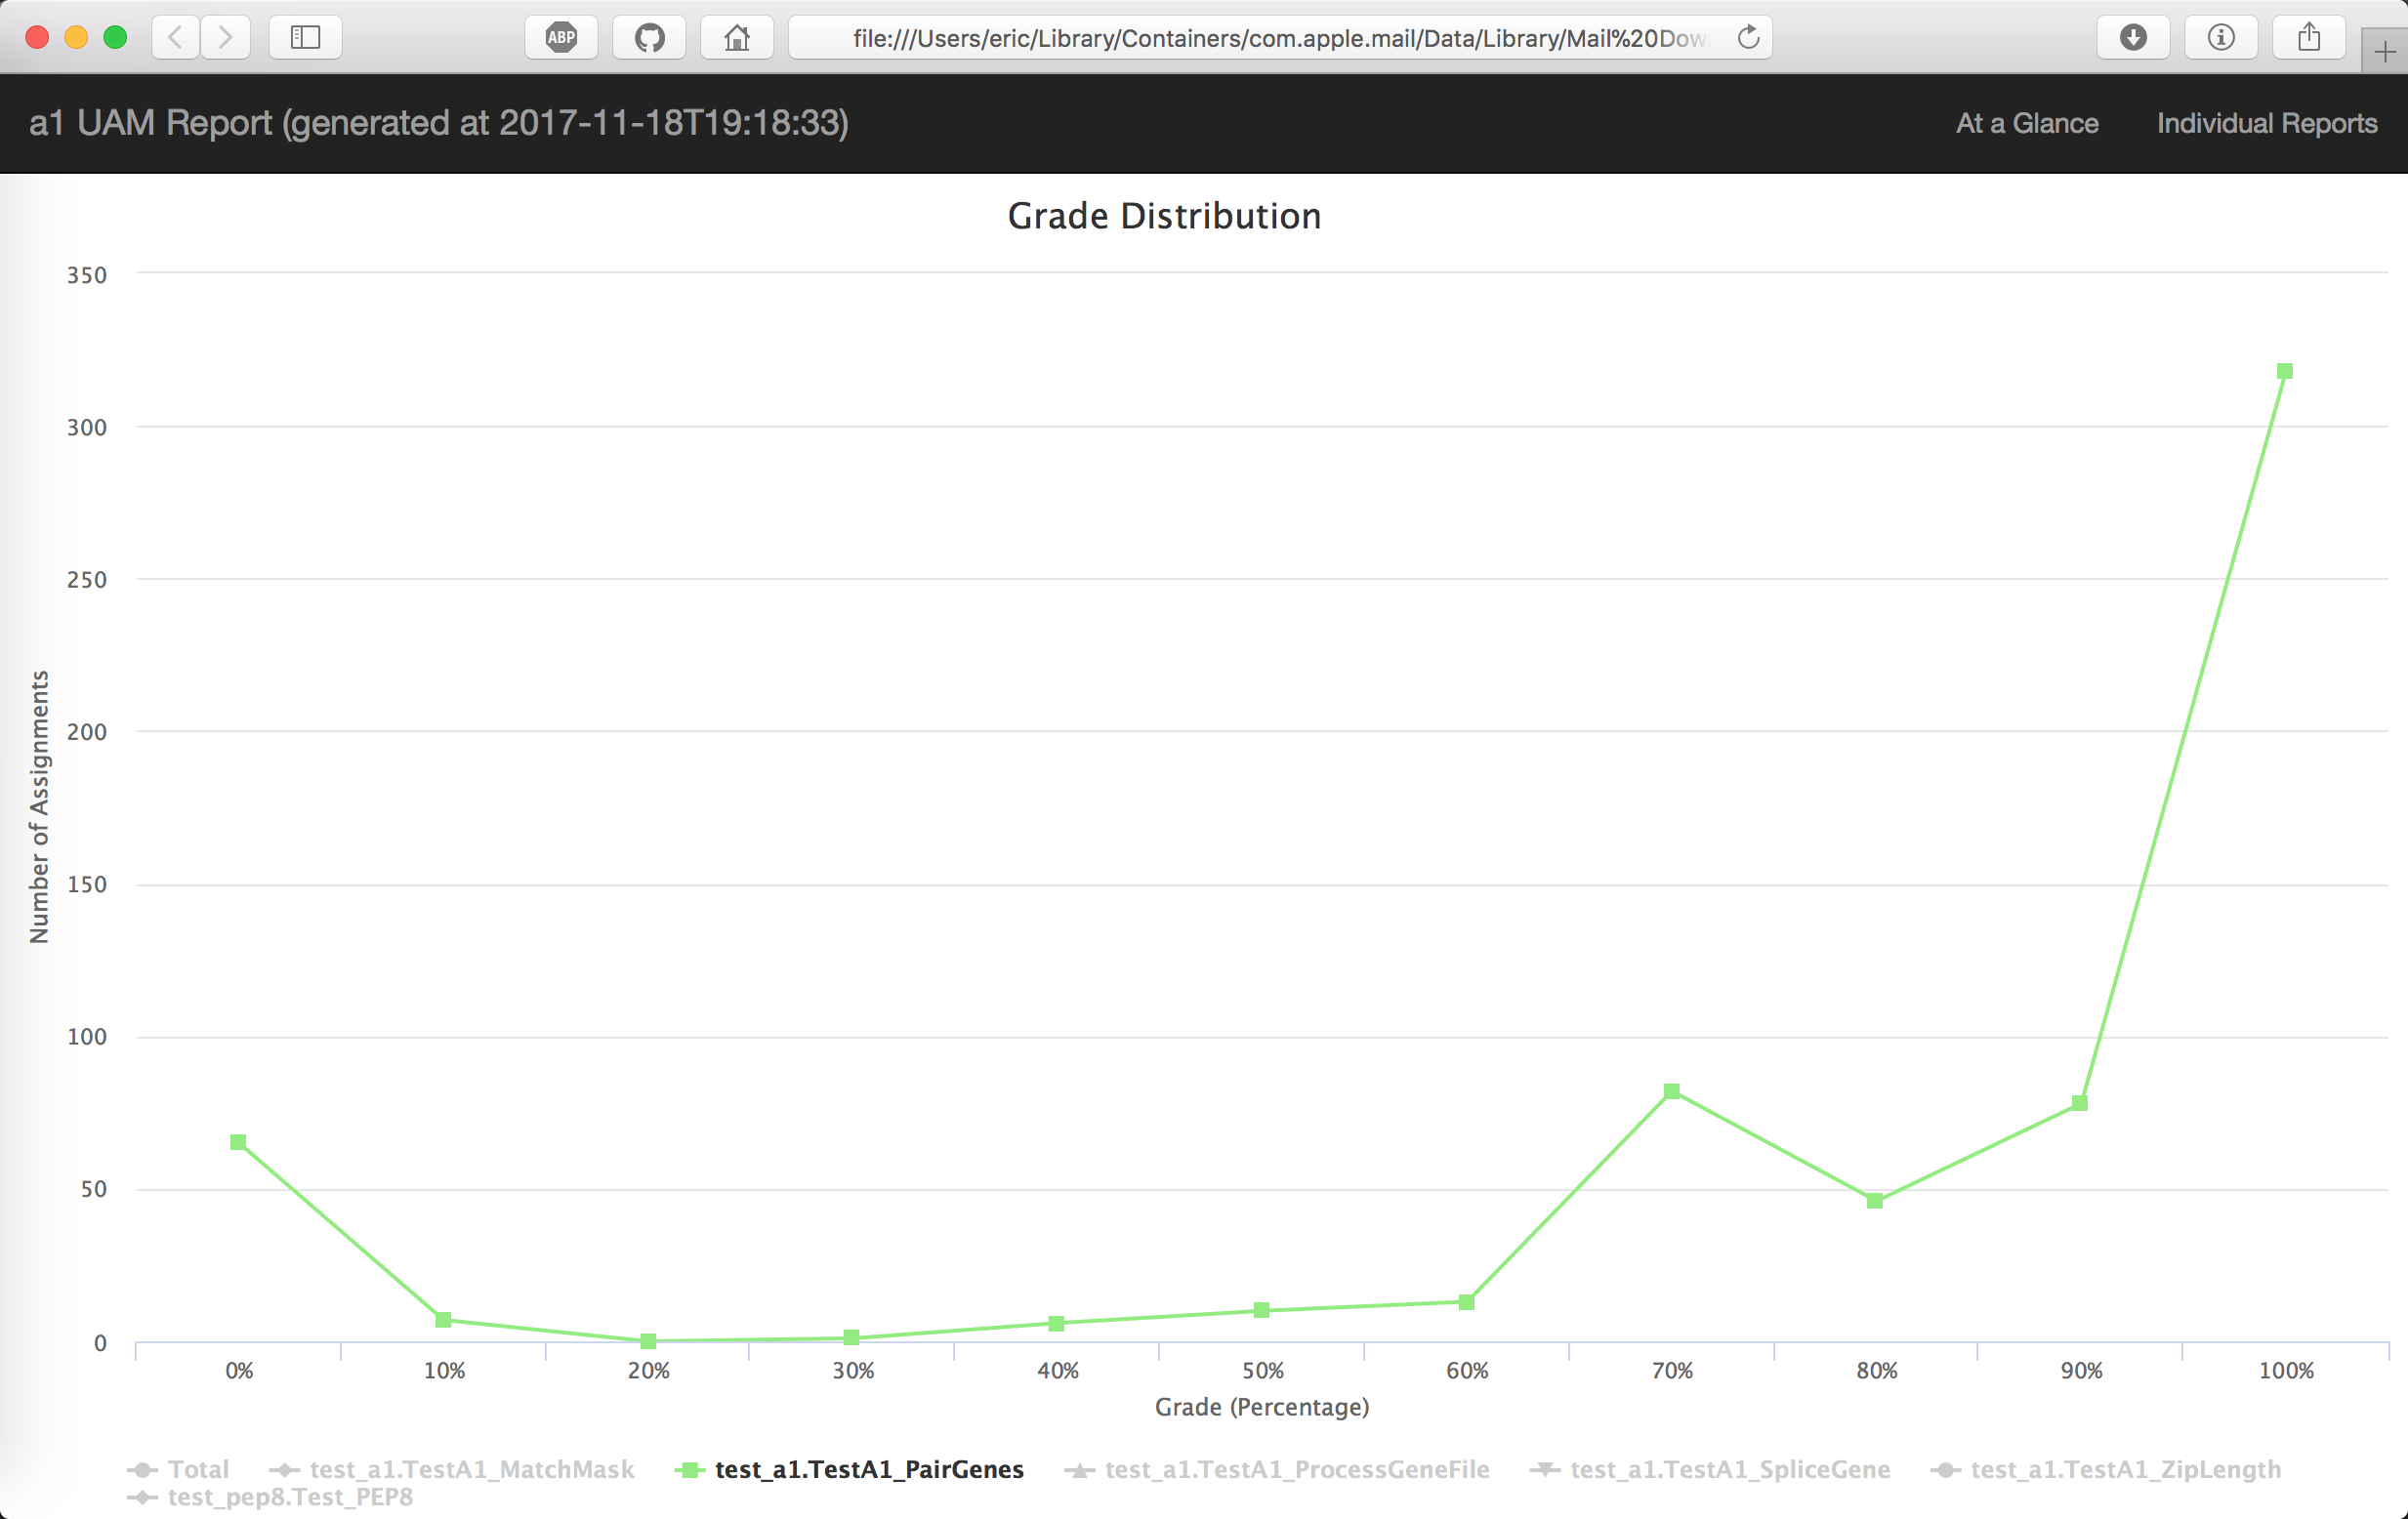 ABP
file:///Users/eric/Library/Containers/com.apple.mail/Data/Library/Mail%20Dow
a1 UAM Report (generated at 2017-11-18T19:18:33)
At a Glance
Individual Reports
Grade Distribution
350
300
250
200
150
100
50
0
Number of Assignments
0% 10% 20% 30% 40% 50% 60% 70% 80% 90% 100%
Grade (Percentage)
Total test_a1.TestA1_MatchMask test_a1.TestA1_PairGenes test_a1.TestA1_ProcessGeneFile test_a1.TestA1_SpliceGene test_a1.TestA1_ZipLength
test_pep8.Test_PEP8